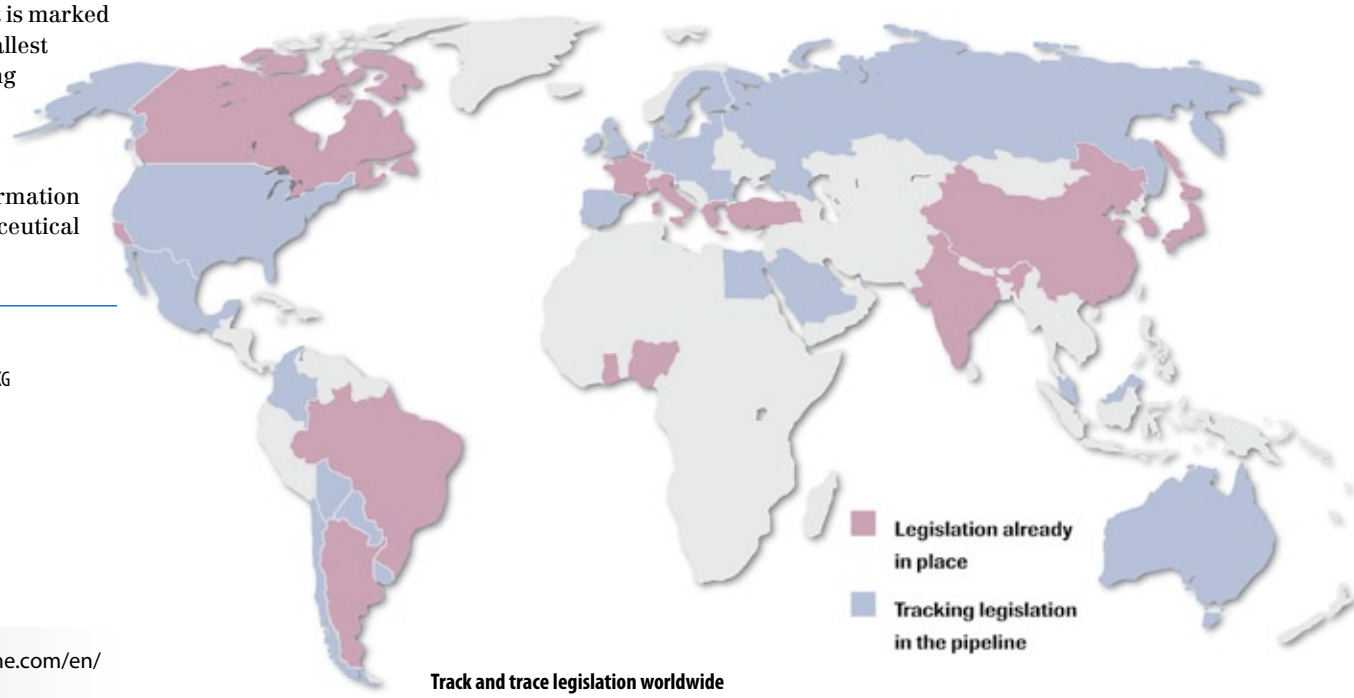 is marked
allest
ng
rmation
ceutical
KG
ne.com/en/
Legislation already
in place
Tracking legislation
in the pipeline
Track and trace legislation worldwide